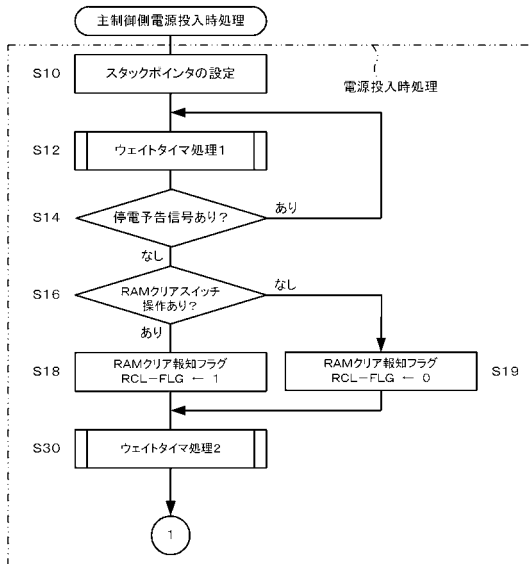 主制御側電源投入時処理
S10
スタックポインタの設定
電源投入時処理
S12
ウェイトタイマ処理1
S14
停電予告信号あり?
あり
なし
S16
RAMクリアスイッチ
操作あり?
なし
あり
S18
RAMクリア報知フラグ
RCL-FLG ← 1
RAMクリア報知フラグ
RCL-FLG ← 0
S19
S30
ウェイトタイマ処理2
1